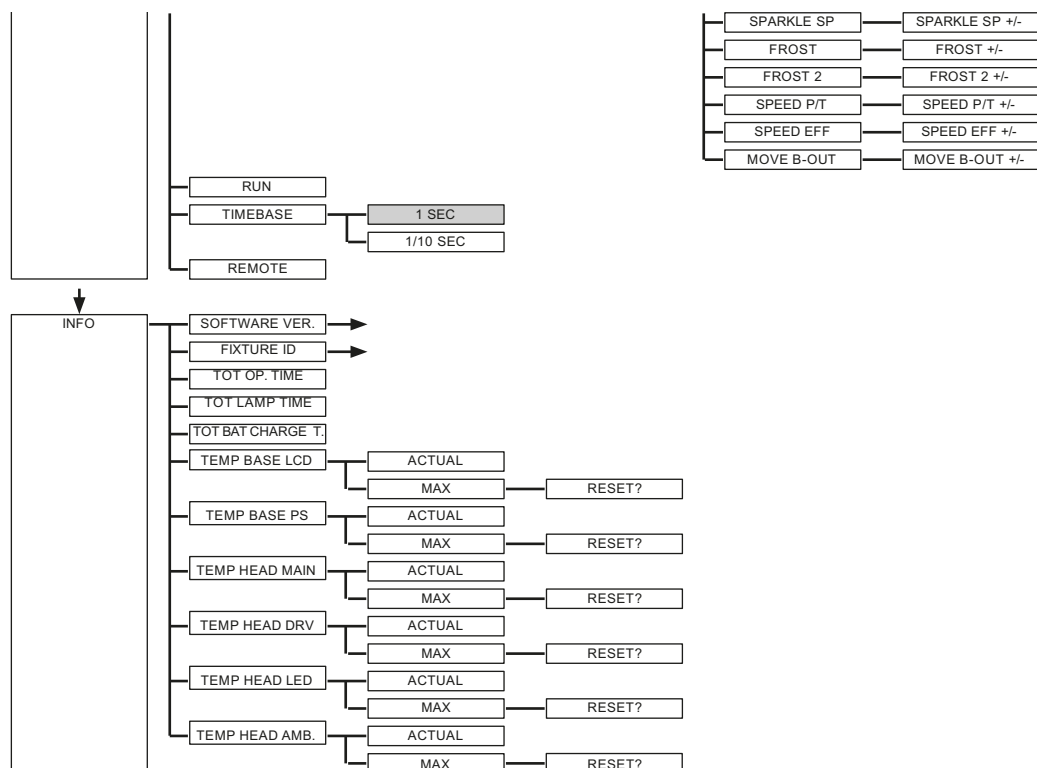 SPARKLE SP SPARKLE SP +/-
FROST FROST +/-
FROST 2 FROST 2 +/-
SPEED P/T SPEED P/T +/-
SPEED EFF SPEED EFF +/-
MOVE B-OUT MOVE B-OUT +/-
RUN
TIMEBASE 1 SEC
1/10 SEC
REMOTE
INFO SOFTWARE VER.
FIXTURE ID
TOT OP. TIME
TOT LAMP TIME
TOT BAT CHARGE T.
TEMP BASE LCD ACTUAL
MAX RESET?
TEMP BASE PS ACTUAL
MAX RESET?
TEMP HEAD MAIN ACTUAL
MAX RESET?
TEMP HEAD DRV ACTUAL
MAX RESET?
TEMP HEAD LED ACTUAL
MAX RESET?
TEMP HEAD AMB. ACTUAL
MAX RESET?